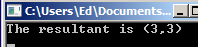 C:\Users\Ed\Documents...
The resultant is (3,3)